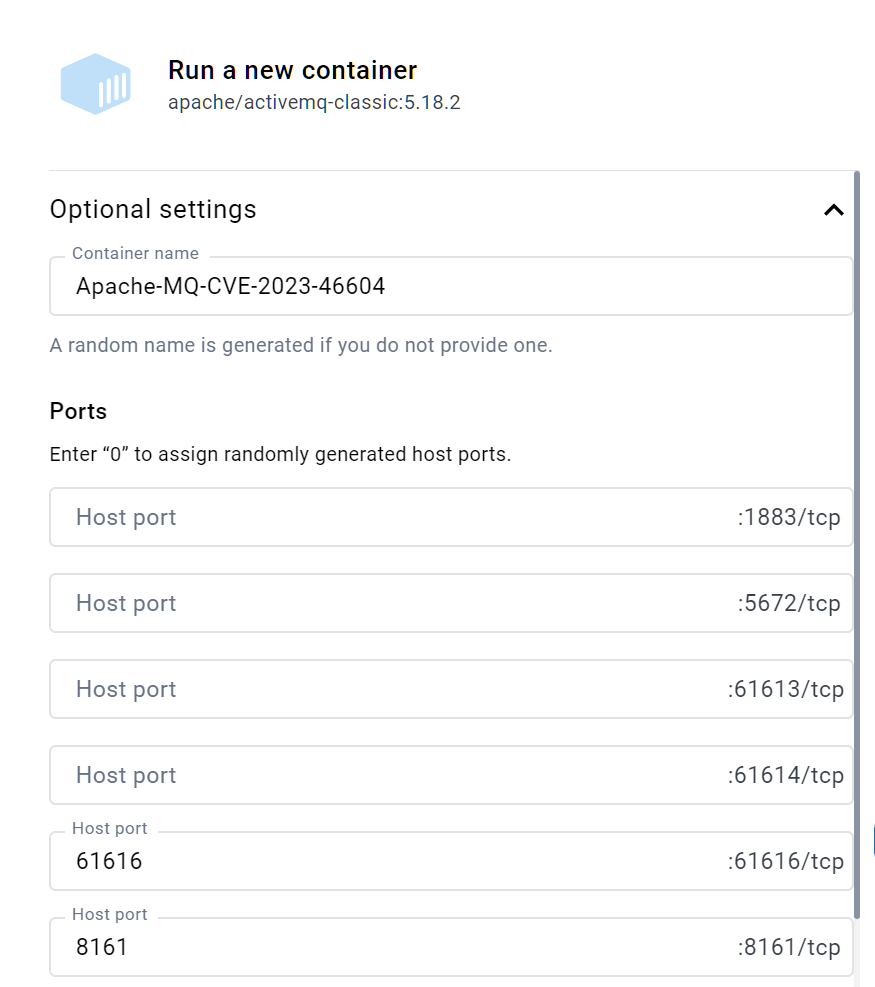 Run a new container
apache/activemq-classic:5.18.2
Optional settings
Container name
Apache-MQ-CVE-2023-46604
A random name is generated if you do not provide one.
Ports
Enter “0” to assign randomly generated host ports.
Host port :1883/tcp
Host port :5672/tcp
Host port :61613/tcp
Host port :61614/tcp
Host port
61616 :61616/tcp
Host port
8161 :8161/tcp